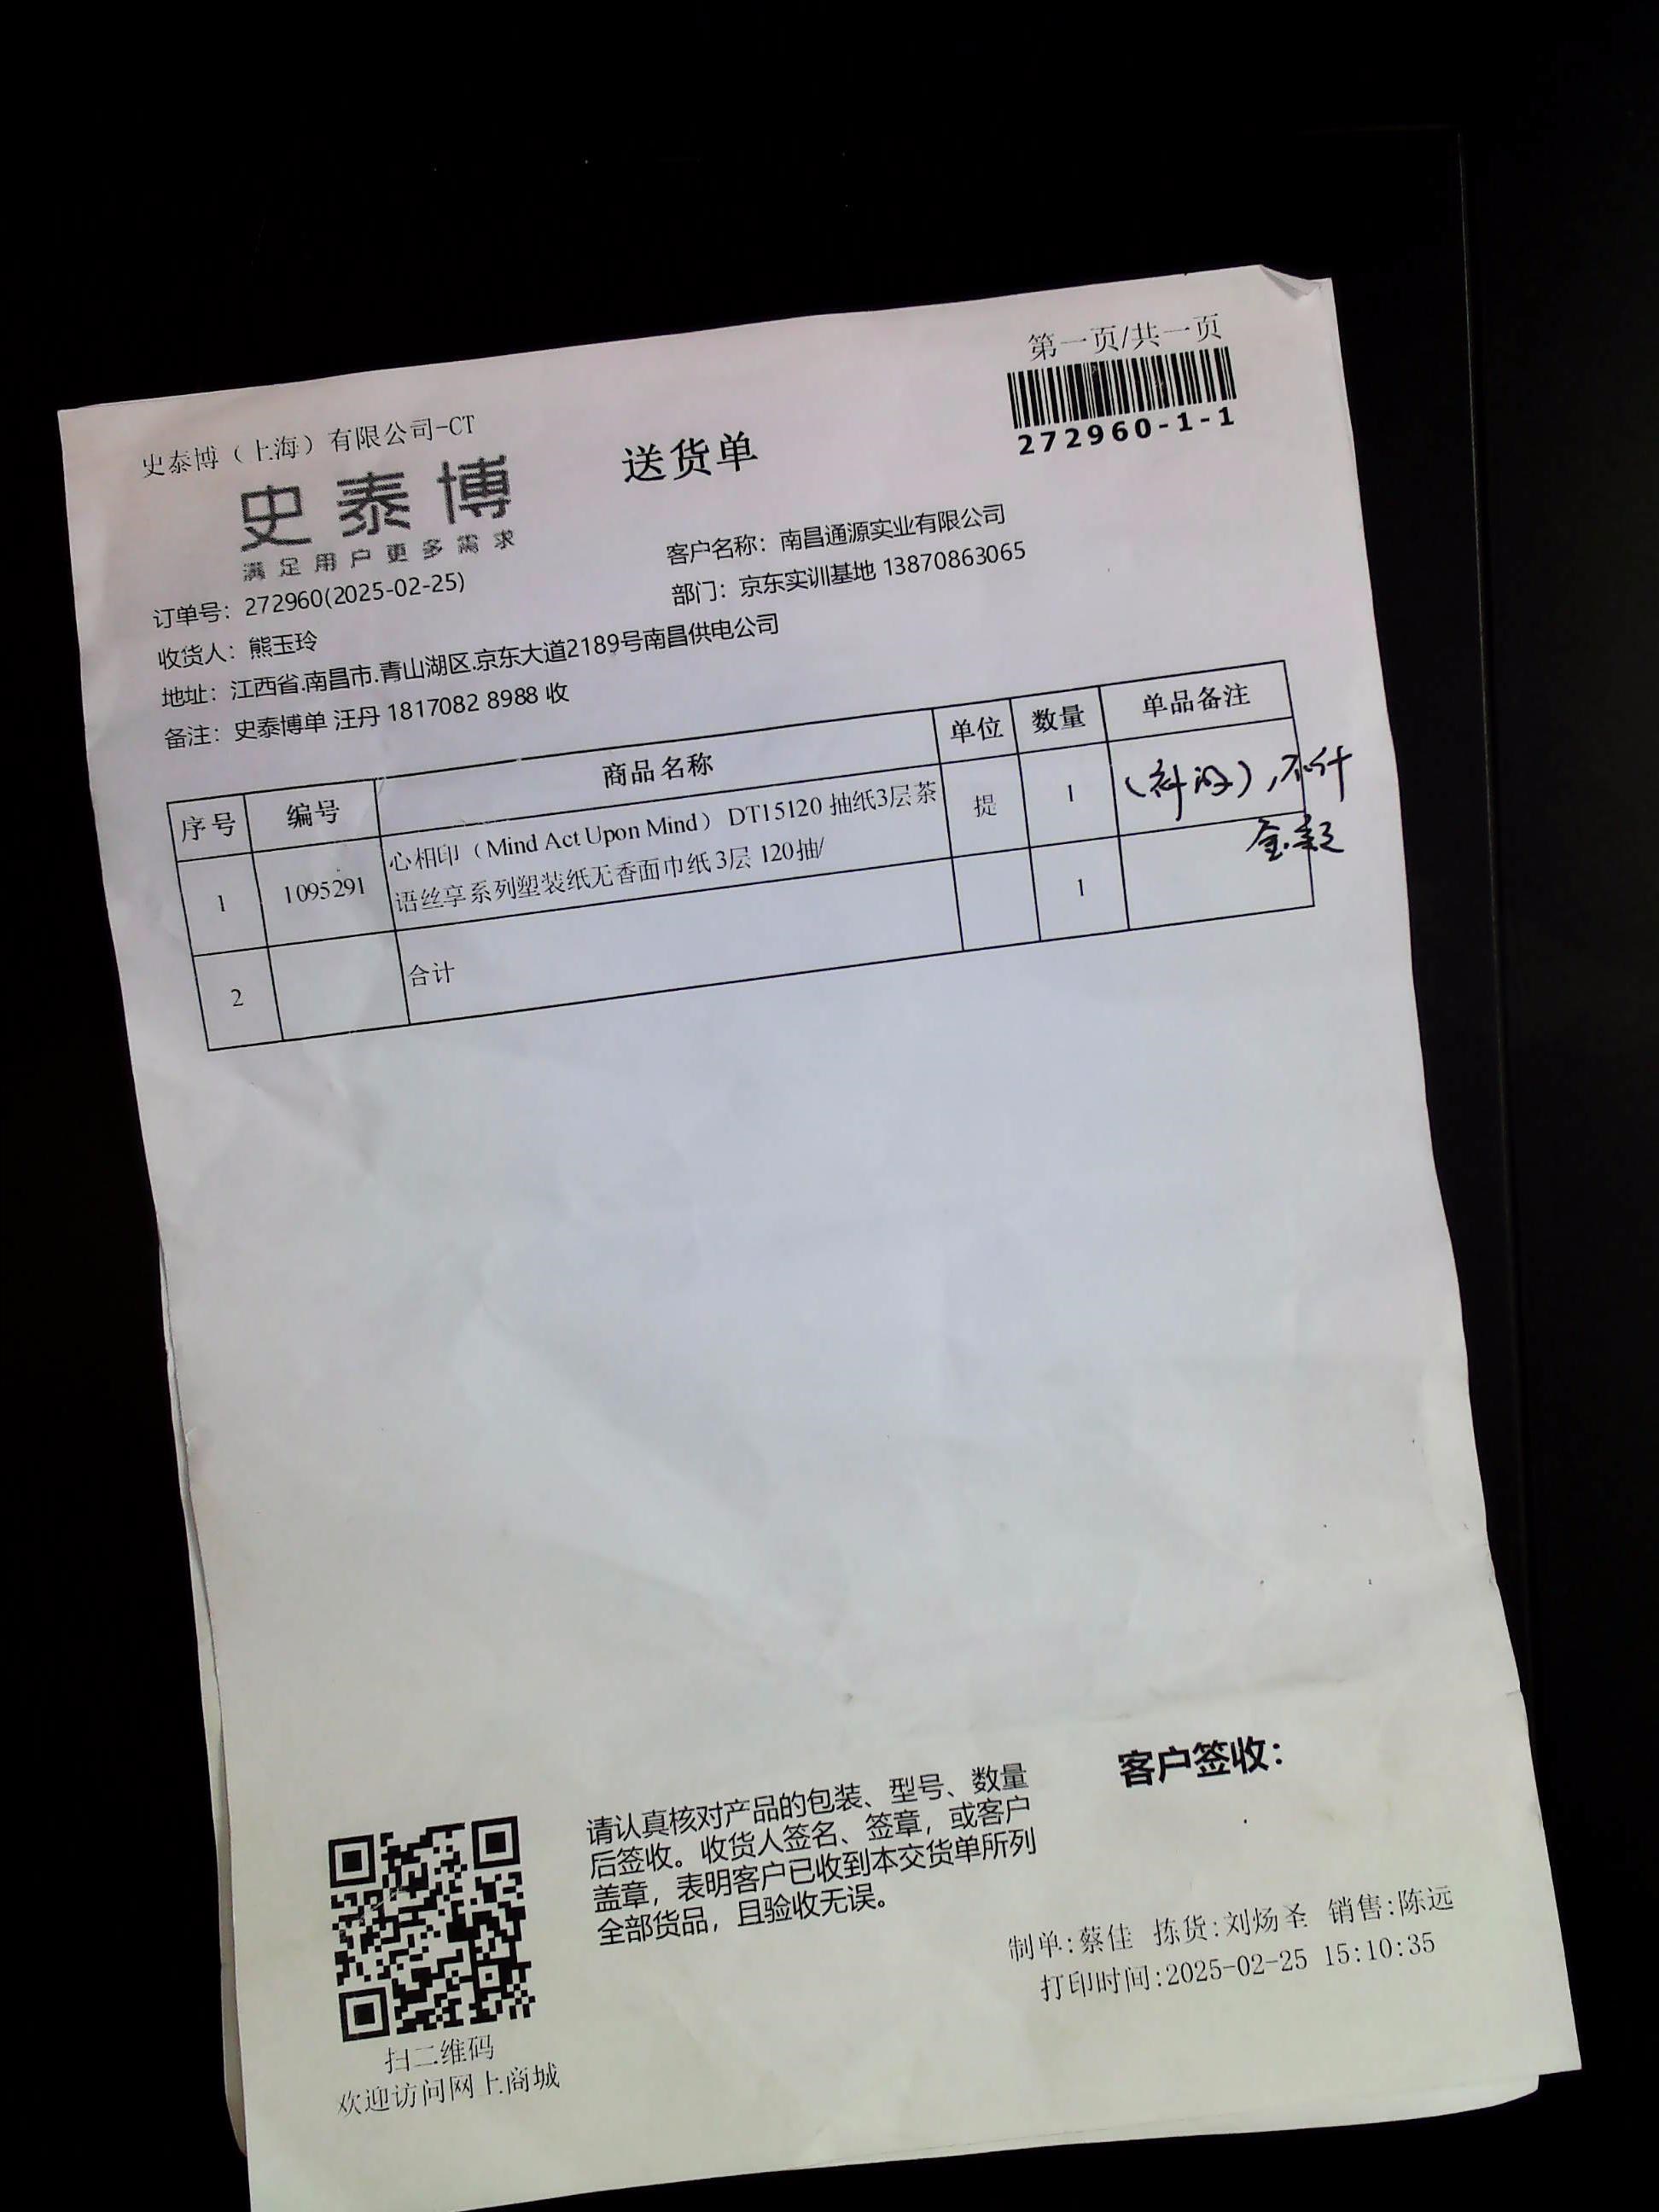 第一页/共一页
272960-1-1
史泰博（上海）有限公司-CT
送货单
史泰博
满足用户更多需求
订单号：272960(2025-02-25)
客户名称：南昌通源实业有限公司
收货人：熊玉玲
部门：京东实训基地 13870863065
地址：江西省.南昌市.青山湖区.京东大道2189号南昌供电公司
备注：史泰博单 汪丹 1817082 8988 收
序号 编号 商品名称 单位 数量 单品备注
1 1095291 心相印（Mind Act Upon Mind） DT15120 抽纸3层茶 提 1
语丝享系列塑装纸无香面巾纸3层 120抽/
2 合计 1
请认真核对产品的包装、型号、数量
后签收。收货人签名、签章，或客户
盖章，表明客户已收到本交货单所列
全部货品，且验收无误。
客户签收：
制单:蔡佳 拣货:刘炀圣 销售:陈远
打印时间:2025-02-25 15:10:35
扫二维码
欢迎访问网上商城